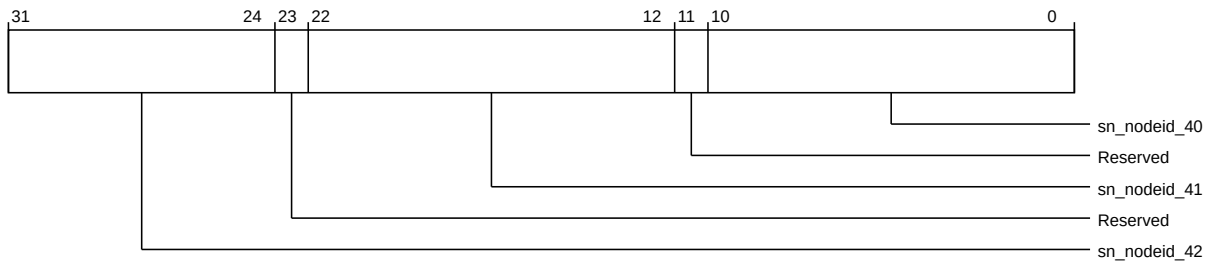 31 24 23 22 12 11 10 0
sn_nodeid_40
Reserved
sn_nodeid_41
Reserved
sn_nodeid_42